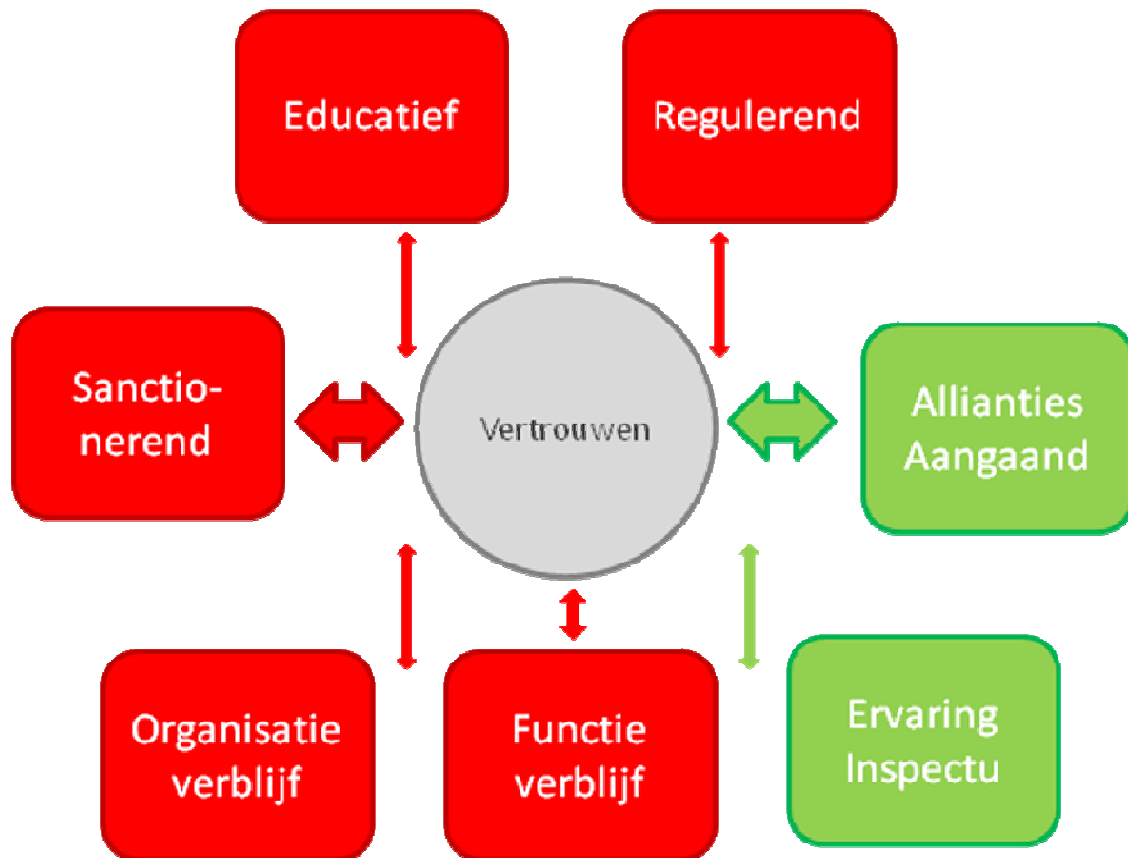 Educatief
Regulerend
Sanctio-
nerend
Vertrouwen
Allianties
Aangaand
Organisatie
verblijf
Functie
verblijf
Ervaring
Inspectu